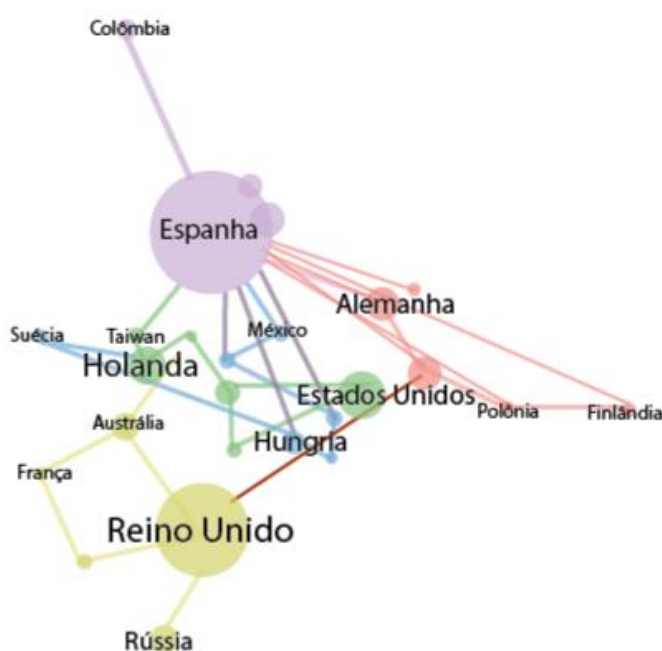 Colômbia
Espanha
Alemanha
México
Taiwan
Suécia
Holanda
Estados Unidos
Polônia
Finlândia
Austrália
Hungria
França
Reino Unido
Rússia